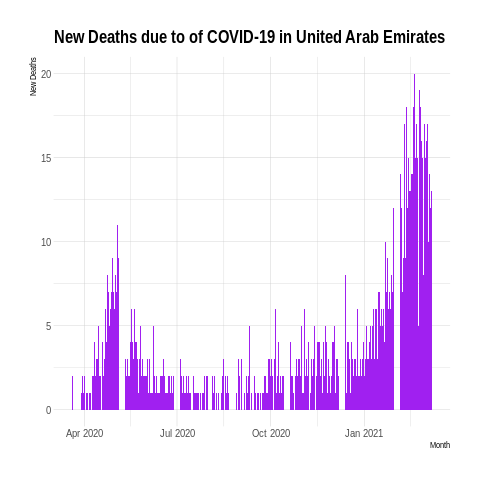 New Deaths due to of COVID-19 in United Arab Emirates
New Deaths
20
15
10
5
0
Apr 2020 Jul 2020 Oct 2020 Jan 2021
Month